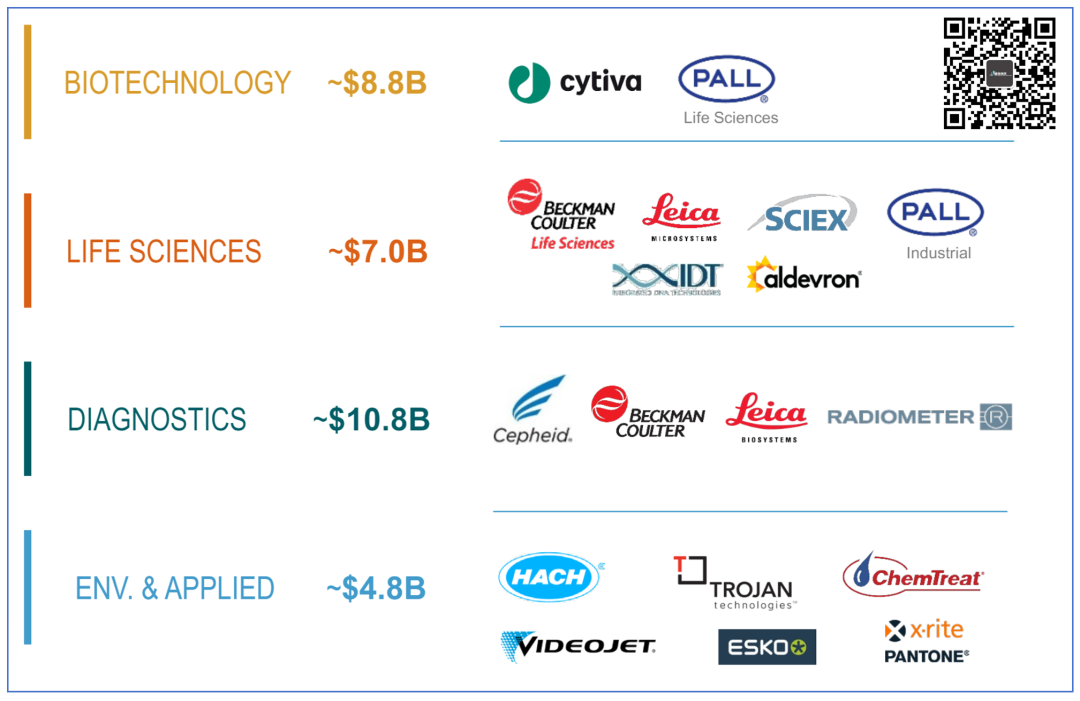 BIOTECHNOLOGY ~$8.8B
cytiva
PALL
Life Sciences
LIFE SCIENCES ~$7.0B
BECKMAN
COULTER
Life Sciences
Leica
MICROSYSTEMS
SCIEX
PALL
Industrial
IDT
INTEGRATED DNA TECHNOLOGIES
aldevron
DIAGNOSTICS ~$10.8B
Cepheid.
BECKMAN
COULTER
Leica
BIOSYSTEMS
RADIOMETER R
ENV. & APPLIED ~$4.8B
HACH
TROJAN
technologies
ChemTreat
VIDEOJET.
ESKO
x·rite
PANTONE